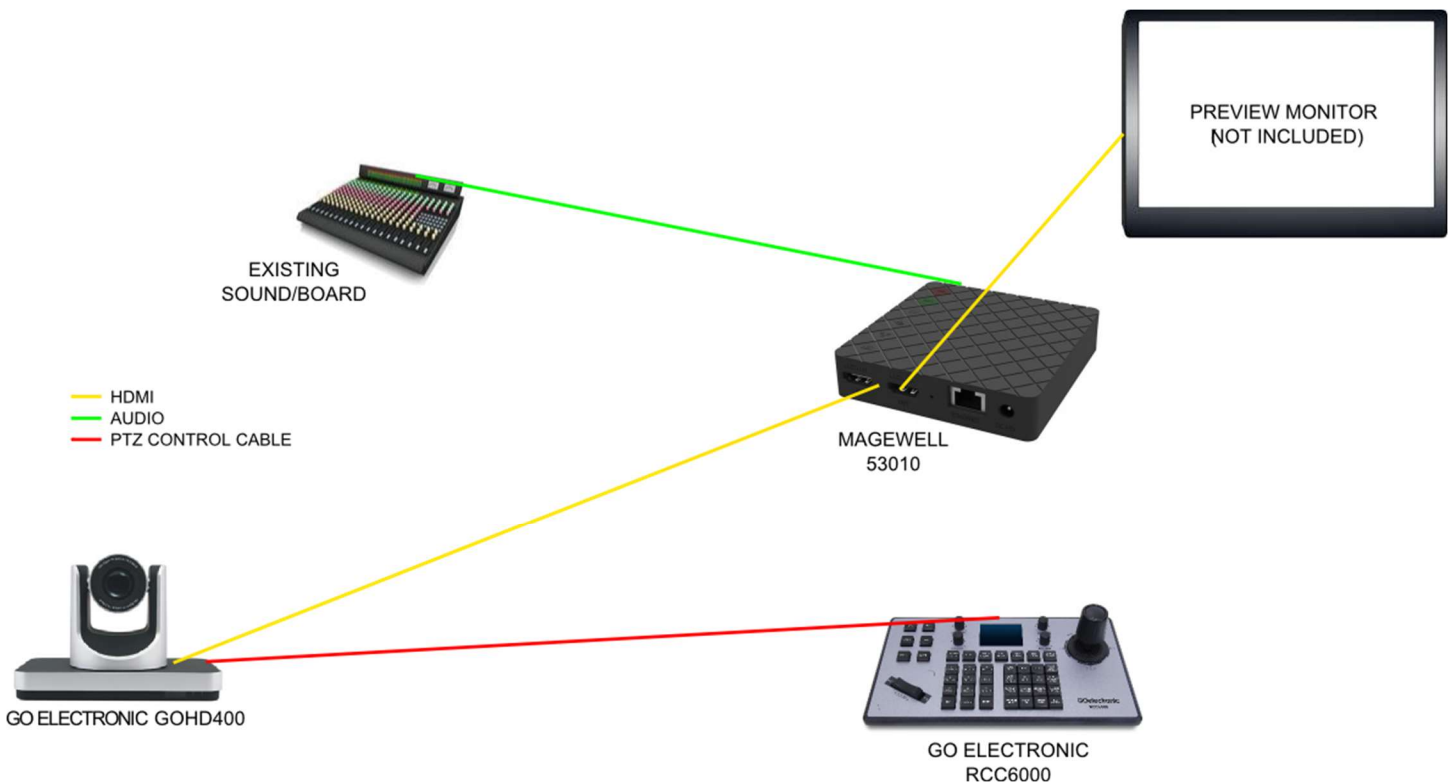 PREVIEW MONITOR
(NOT INCLUDED)
EXISTING
SOUND/BOARD
HDMI
AUDIO
PTZ CONTROL CABLE
MAGEWELL
53010
GO ELECTRONIC GOHD400
GOelectronic
GO ELECTRONIC
RCC6000